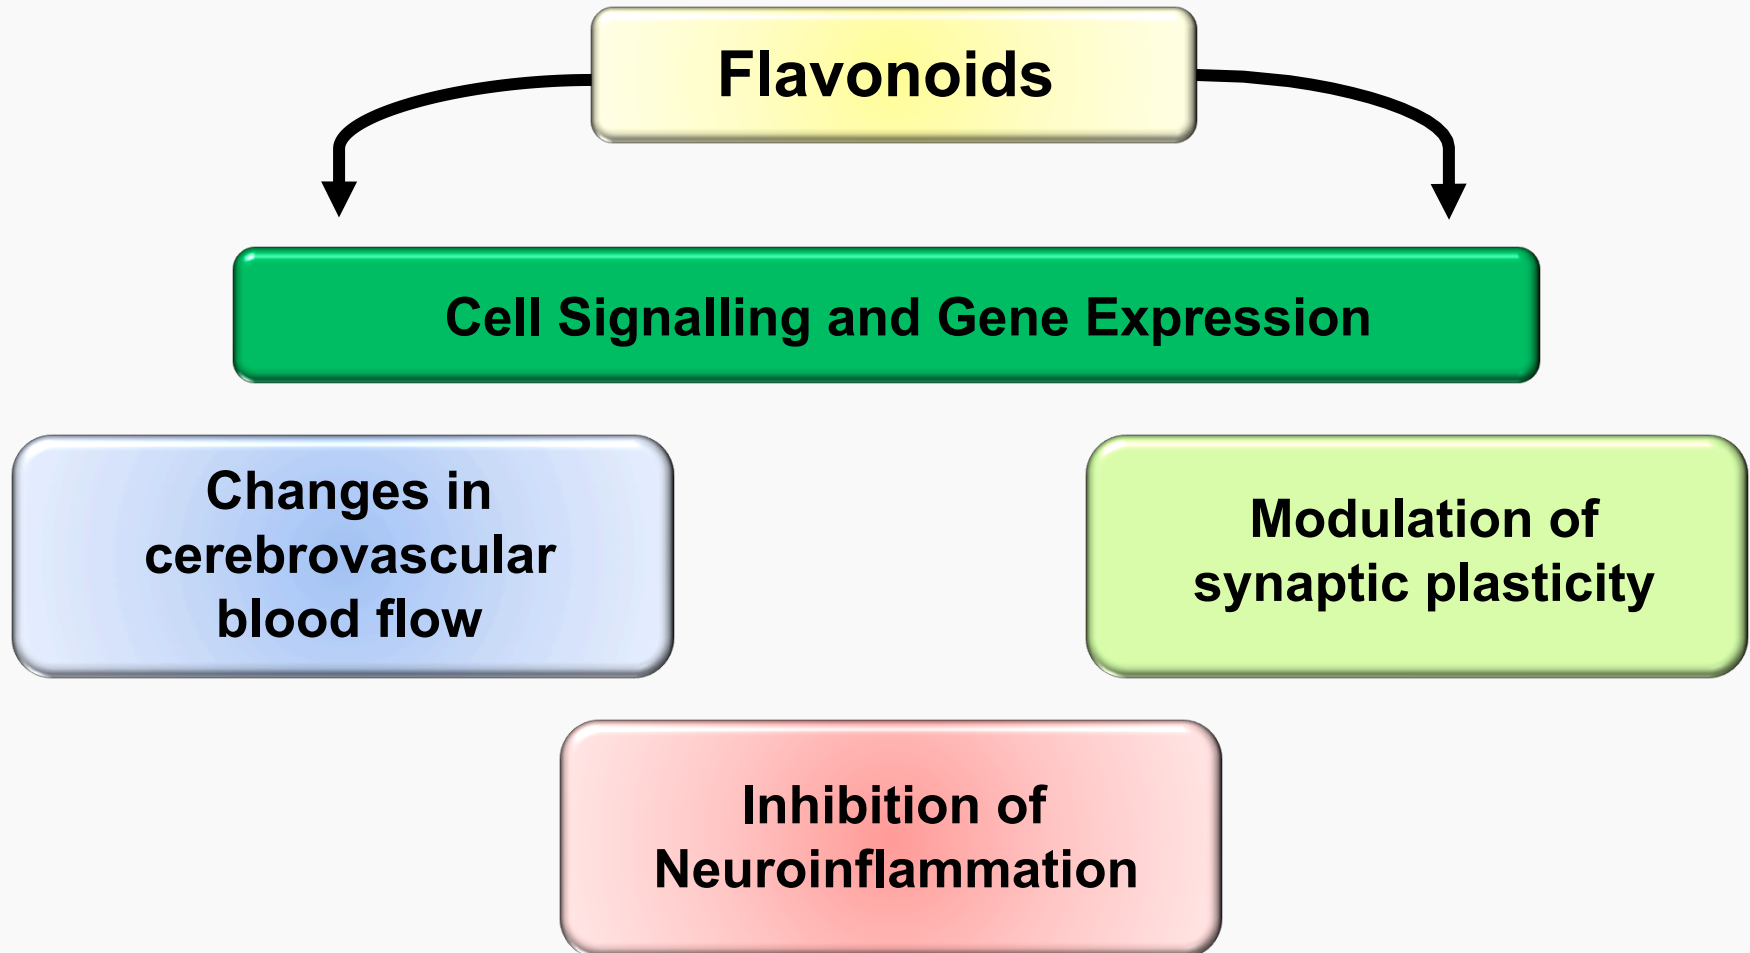 Flavonoids
Cell Signalling and Gene Expression
Changes in
cerebrovascular
blood flow
Modulation of
synaptic plasticity
Inhibition of
Neuroinflammation